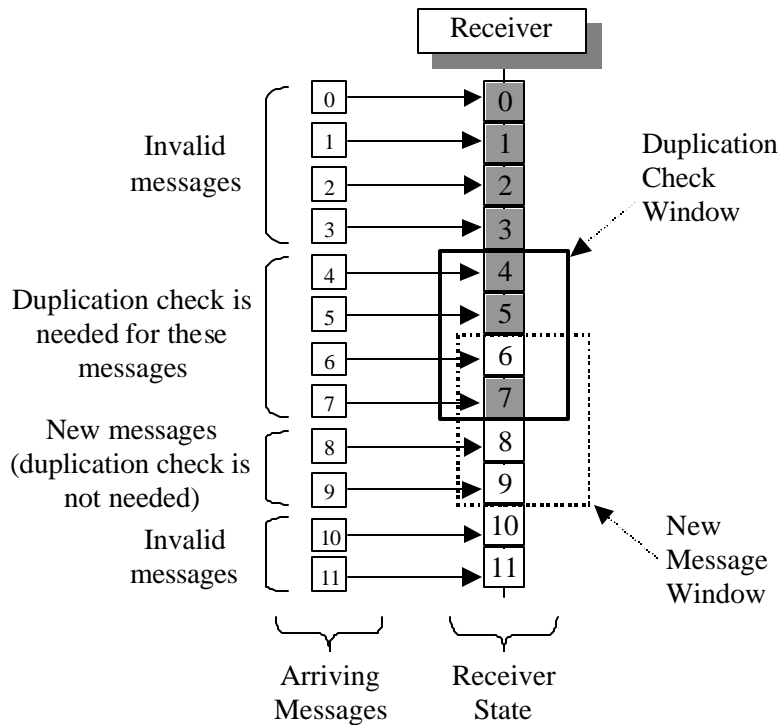 Receiver
0
0
1
1
Invalid
messages
2
2
3
3
Duplication
Check
Window
4
4
Duplication check is
needed for these
messages
5
5
6
6
7
7
New messages
(duplication check is
not needed)
8
8
9
9
Invalid
messages
10
10
11
11
New
Message
Window
Arriving
Messages
Receiver
State